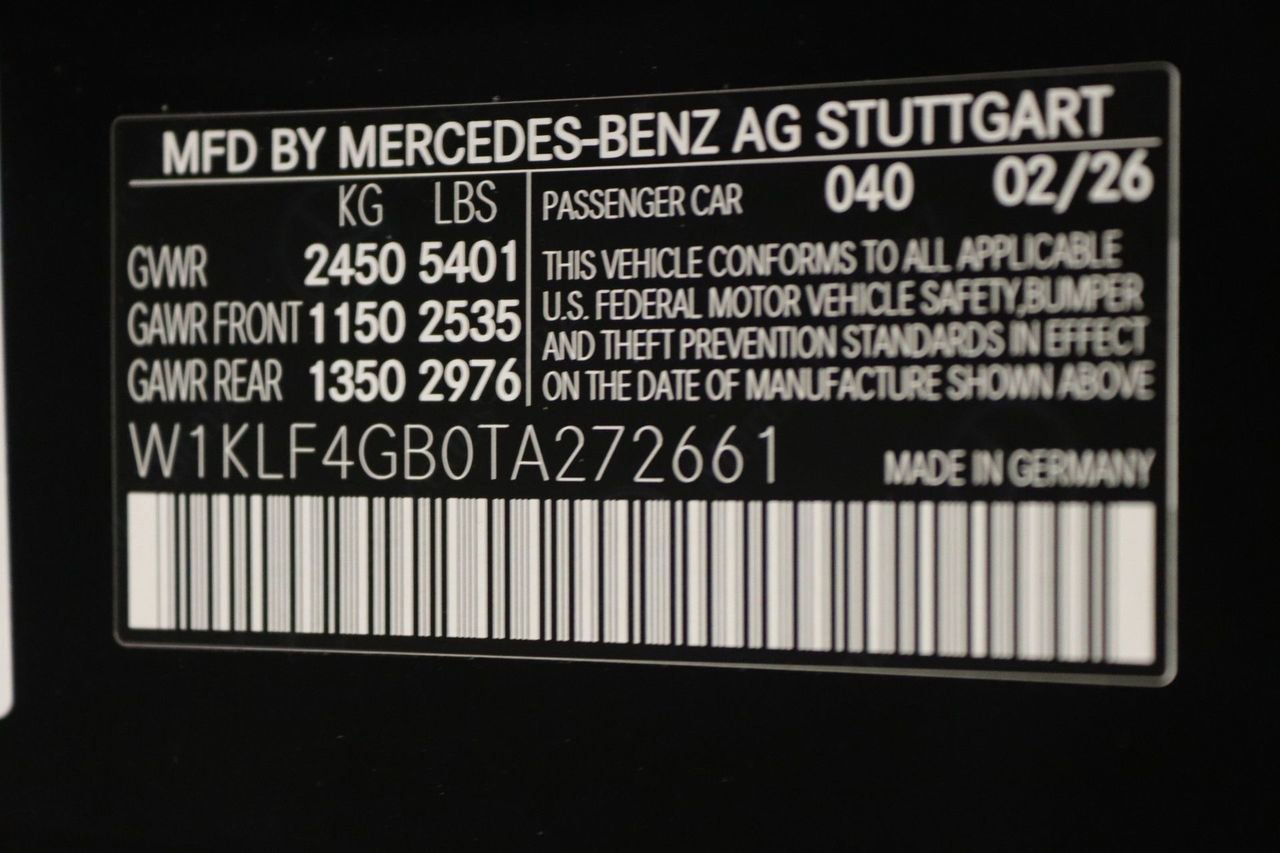 MFD BY MERCEDES-BENZ AG STUTTGART
KG LBS
GVWR 2450 5401
GAWR FRONT 1150 2535
GAWR REAR 1350 2976
PASSENGER CAR 040 02/26
THIS VEHICLE CONFORMS TO ALL APPLICABLE
U.S. FEDERAL MOTOR VEHICLE SAFETY,BUMPER
AND THEFT PREVENTION STANDARDS IN EFFECT
ON THE DATE OF MANUFACTURE SHOWN ABOVE
W1KLF4GB0TA272661
MADE IN GERMANY